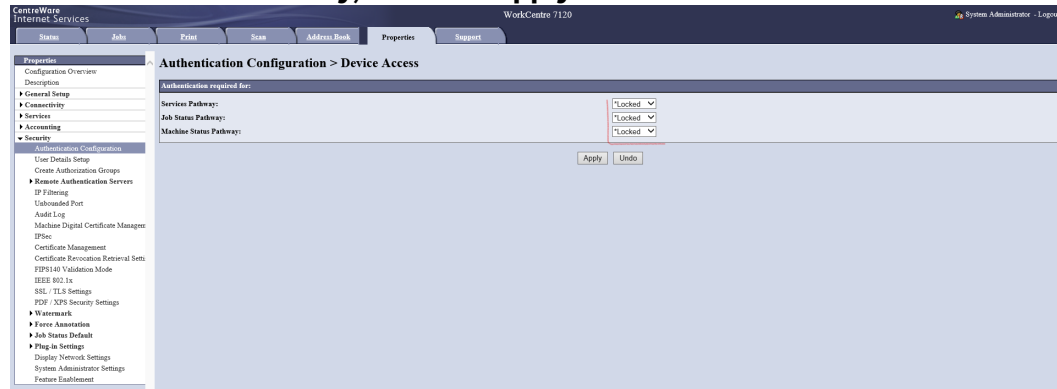 CentreWare
Internet Services
WorkCentre 7120
System Administrator - Logou
Status
Jobs
Print
Scan
Address Book
Properties
Support
Properties
Configuration Overview
Description
General Setup
Connectivity
Services
Accounting
Security
Authentication Configuration
User Details Setup
Create Authorization Groups
Remote Authentication Servers
IP Filtering
Unbounded Port
Audit Log
Machine Digital Certificate Managem
IPSec
Certificate Management
Certificate Revocation Retrieval Setti
FIPS140 Validation Mode
IEEE 802.1x
SSL / TLS Settings
PDF / XPS Security Settings
Watermark
Force Annotation
Job Status Default
Plug-in Settings
Display Network Settings
System Administrator Settings
Feature Enablement
Authentication Configuration > Device Access
Authentication required for:
Services Pathway: *Locked
Job Status Pathway: *Locked
Machine Status Pathway: *Locked
Apply Undo